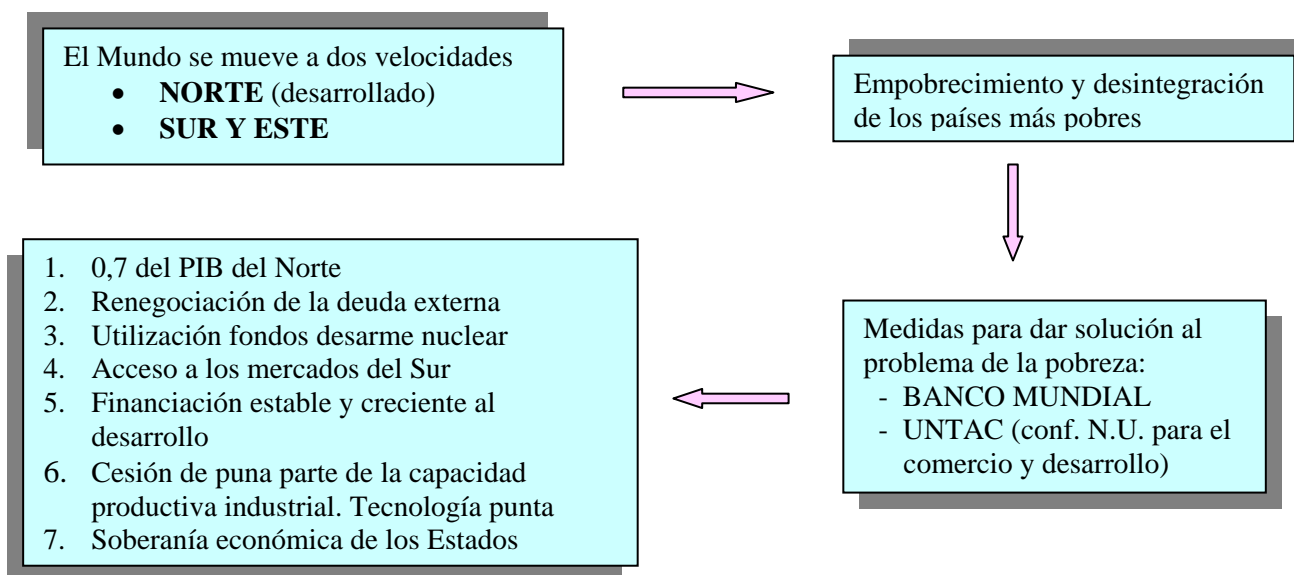 El Mundo se mueve a dos velocidades
• NORTE (desarrollado)
• SUR Y ESTE
Empobrecimiento y desintegración
de los países más pobres
Medidas para dar solución al
problema de la pobreza:
- BANCO MUNDIAL
- UNTAC (conf. N.U. para el
comercio y desarrollo)
1. 0,7 del PIB del Norte
2. Renegociación de la deuda externa
3. Utilización fondos desarme nuclear
4. Acceso a los mercados del Sur
5. Financiación estable y creciente al
desarrollo
6. Cesión de puna parte de la capacidad
productiva industrial. Tecnología punta
7. Soberanía económica de los Estados